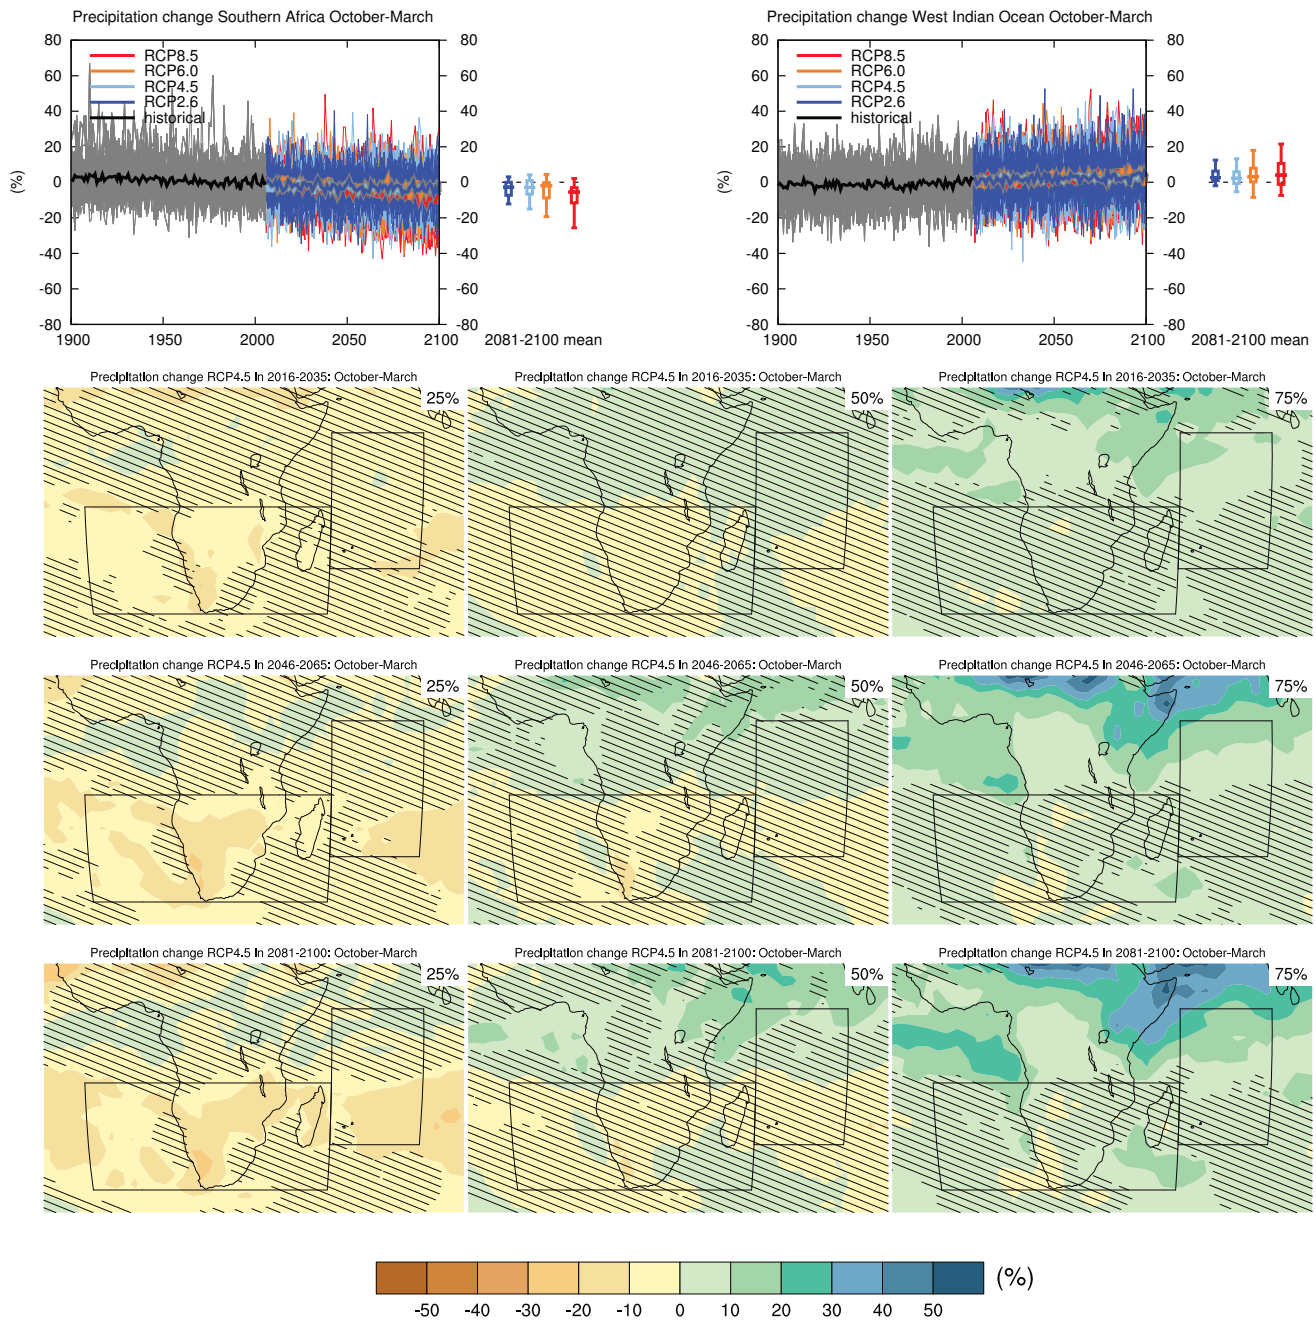 Precipitation change Southern Africa October-March
80
60
40
20
0
-20
-40
-60
-80
(%)
RCP8.5
RCP6.0
RCP4.5
RCP2.6
historical
1900
1950
2000
2050
2100
80
60
40
20
0
-20
-40
-60
-80
2081-2100 mean
Precipitation change West Indian Ocean October-March
80
60
40
20
0
-20
-40
-60
-80
(%)
RCP8.5
RCP6.0
RCP4.5
RCP2.6
historical
1900
1950
2000
2050
2100
80
60
40
20
0
-20
-40
-60
-80
2081-2100 mean
Precipitation change RCP4.5 in 2016-2035: October-March
25%
Precipitation change RCP4.5 in 2016-2035: October-March
50%
Precipitation change RCP4.5 in 2016-2035: October-March
75%
Precipitation change RCP4.5 in 2046-2065: October-March
25%
Precipitation change RCP4.5 in 2046-2065: October-March
50%
Precipitation change RCP4.5 in 2046-2065: October-March
75%
Precipitation change RCP4.5 in 2081-2100: October-March
25%
Precipitation change RCP4.5 in 2081-2100: October-March
50%
Precipitation change RCP4.5 in 2081-2100: October-March
75%
(%)
-50 -40 -30 -20 -10 0 10 20 30 40 50